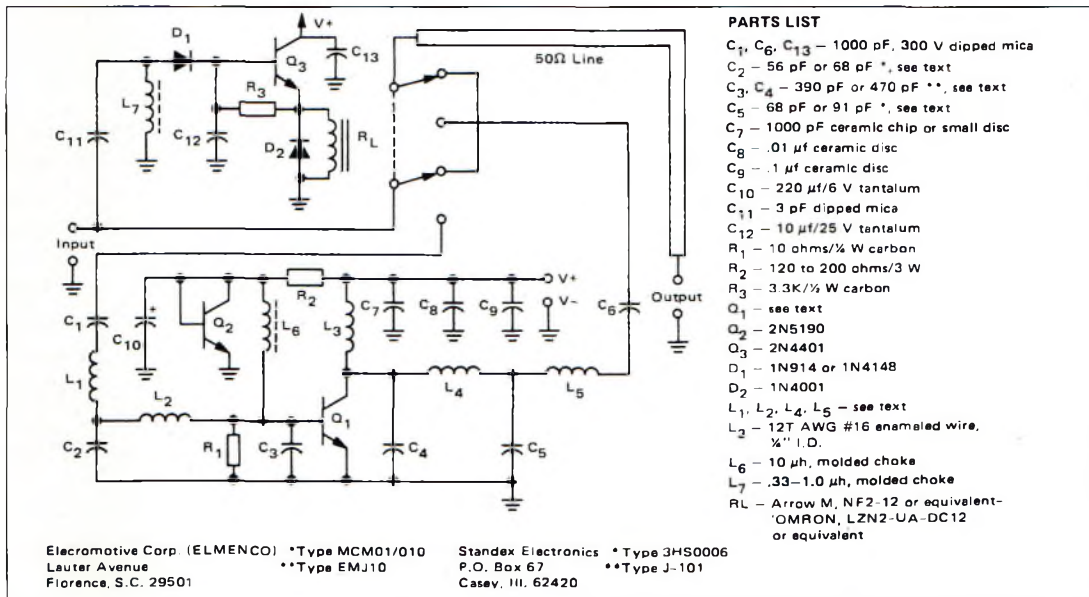 D1
V+
Q3
C13
50Ω Line
L7
R3
C11
C12
D2
RL
Input
C1
C10
Q2
R2
L6
L3
C7
C8
C9
V+
V−
C6
Output
L1
L2
L4
L5
C2
R1
C3
Q1
C4
C5
PARTS LIST
C1, C6, C13 – 1000 pF, 300 V dipped mica
C2 – 56 pF or 68 pF *, see text
C3, C4 – 390 pF or 470 pF **, see text
C5 – 68 pF or 91 pF *, see text
C7 – 1000 pF ceramic chip or small disc
C8 – .01 μf ceramic disc
C9 – .1 μf ceramic disc
C10 – 220 μf/6 V tantalum
C11 – 3 pF dipped mica
C12 – 10 μf/25 V tantalum
R1 – 10 ohms/¼ W carbon
R2 – 120 to 200 ohms/3 W
R3 – 3.3K/½ W carbon
Q1 – see text
Q2 – 2N5190
Q3 – 2N4401
D1 – 1N914 or 1N4148
D2 – 1N4001
L1, L2, L4, L5 – see text
L3 – 12T AWG #16 enamaled wire,
¼" I.D.
L6 – 10 μh, molded choke
L7 – .33–1.0 μh, molded choke
RL – Arrow M, NF2-12 or equivalent-
'OMRON, LZN2-UA-DC12
or equivalent
Elecromotive Corp. (ELMENCO) *Type MCM01/010
Lauter Avenue **Type EMJ10
Florence, S.C. 29501
Standex Electronics * Type 3HS0006
P.O. Box 67 **Type J-101
Casey, Ill. 62420